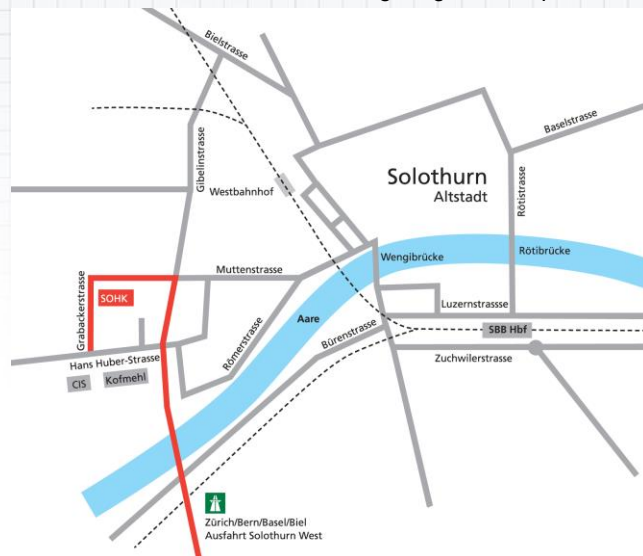 Bielstrasse
Baselstrasse
Gibelinstrasse
Solothurn
Altstadt
Westbahnhof
Rötistrasse
Wengibrücke
Rötibrücke
Muttenstrasse
Grabackerstrasse
SOHK
Luzernstrassse
Aare
SBB Hbf
Römerstrasse
Bürenstrasse
Hans Huber-Strasse
Zuchwilerstrasse
CIS
Kofmehl
Zürich/Bern/Basel/Biel
Ausfahrt Solothurn West